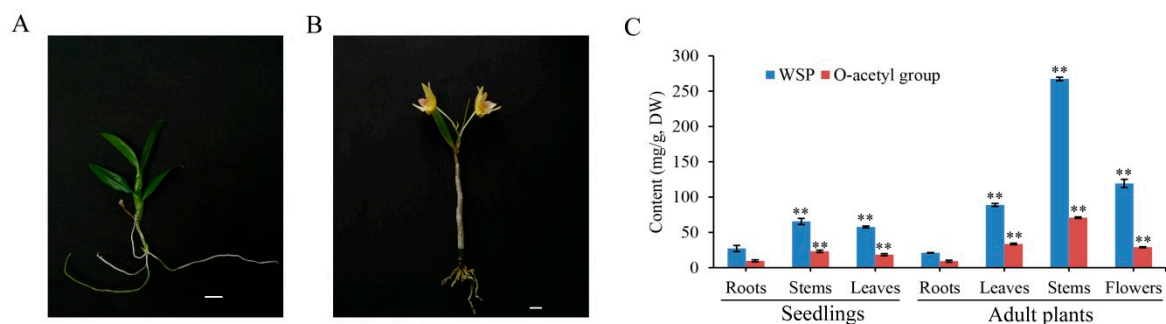 A
B
C
Content (mg/g, DW)
300
250
200
150
100
50
0
WSP O-acetyl group
** ** ** ** ** ** ** ** ** **
Roots Stems Leaves Roots Leaves Stems Flowers
Seedlings Adult plants